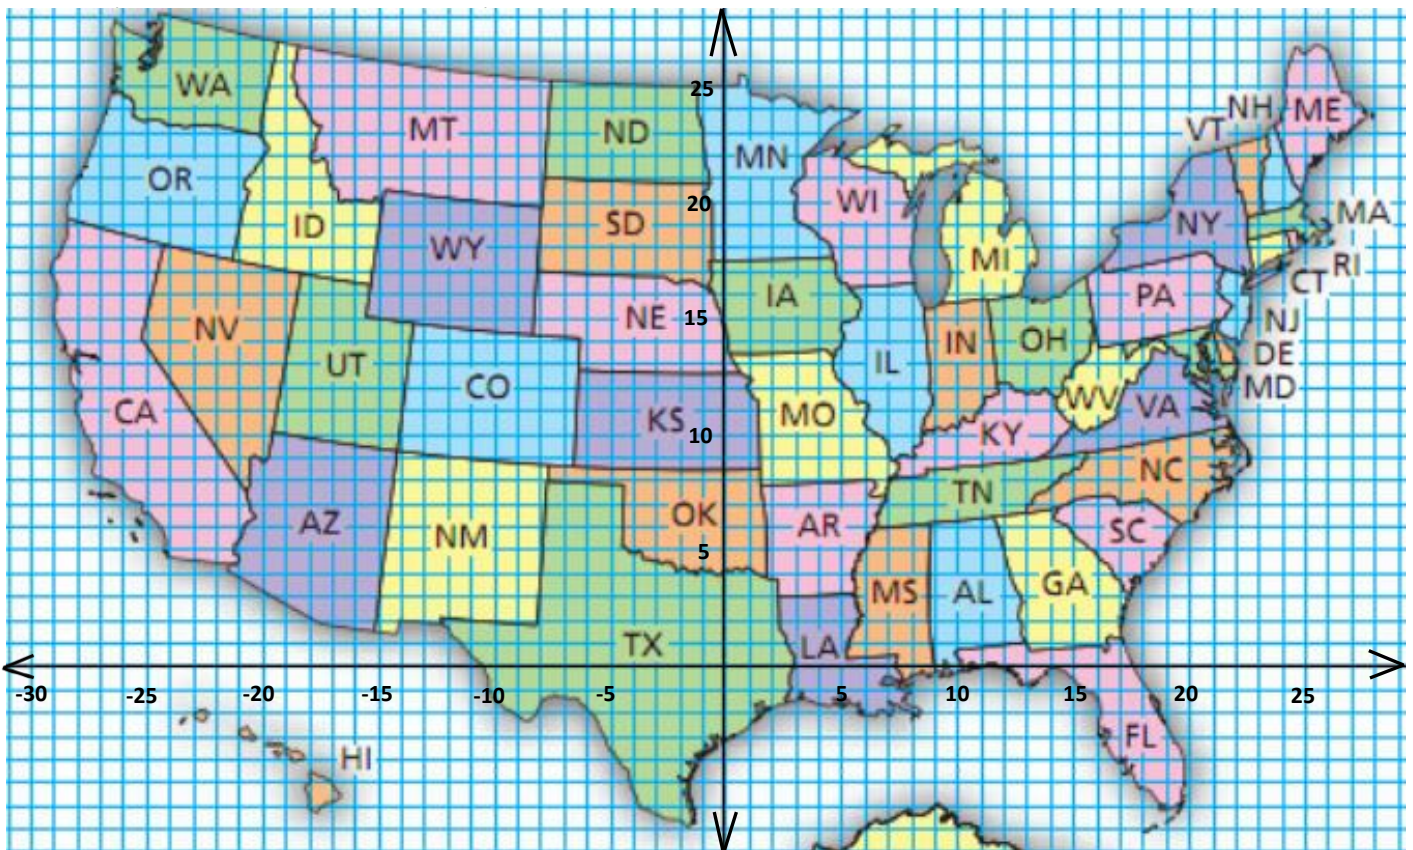 25
NH
ME
WA
MT
ND
VT
MN
OR
WI
20
MA
ID
SD
NY
WY
MI
RI
CT
IA
PA
NV
NE
15
NJ
UT
IN
OH
DE
CO
IL
MD
CA
KS
MO
WV
VA
10
KY
NC
TN
AZ
NM
OK
AR
SC
5
MS
AL
GA
TX
LA
-30
-25
-20
-15
-10
-5
5
10
15
20
25
FL
HI